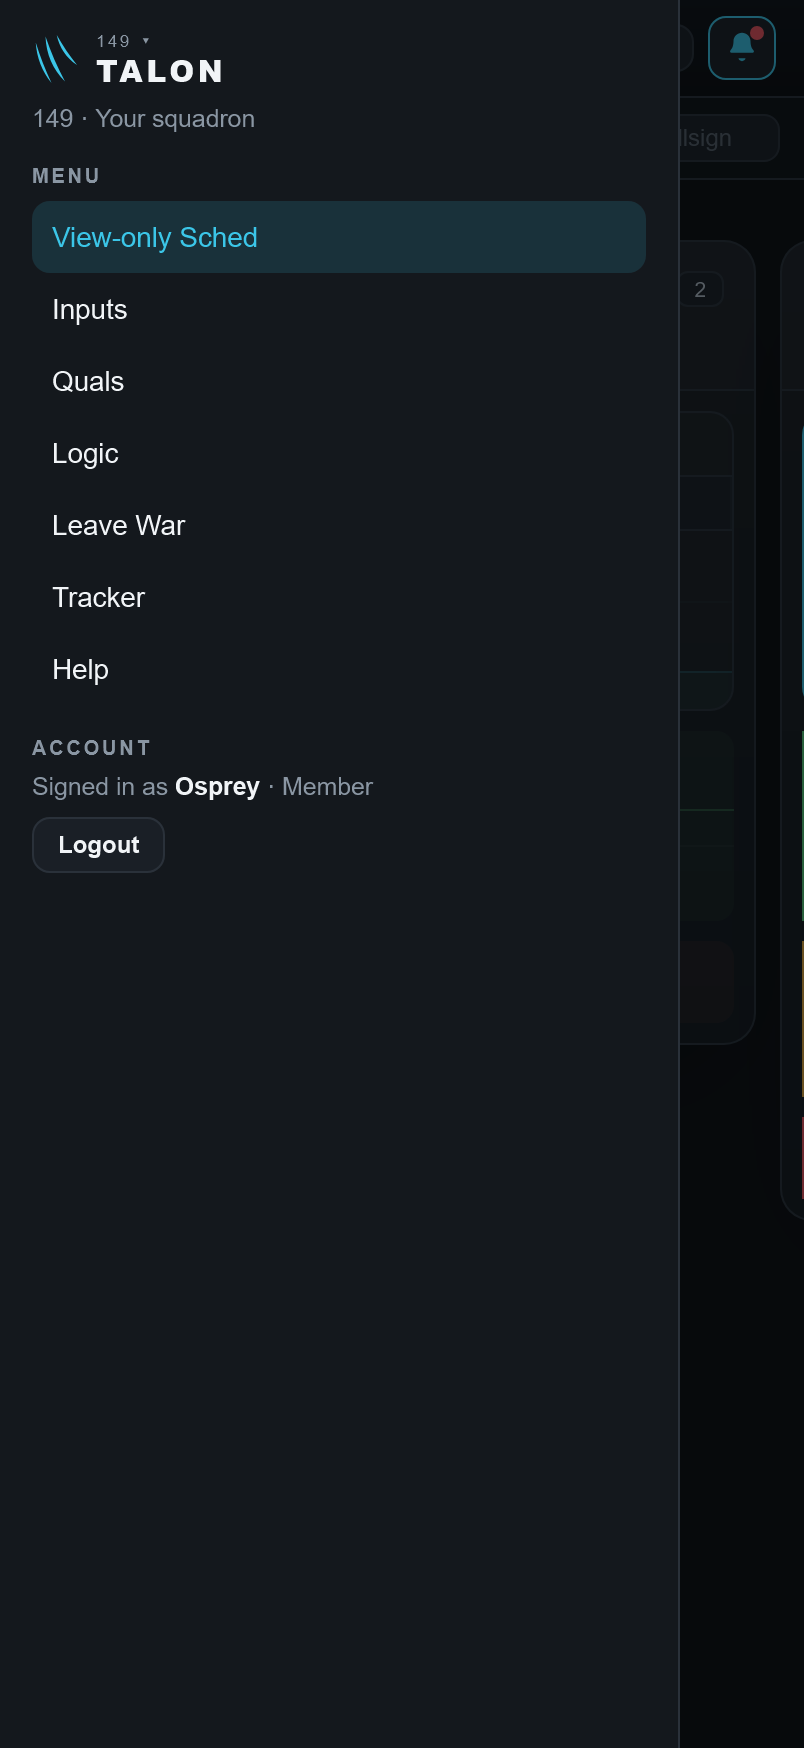 149 ▾
TALON
149 · Your squadron
MENU
View-only Sched
Inputs
Quals
Logic
Leave War
Tracker
Help
ACCOUNT
Signed in as Osprey · Member
Logout
2